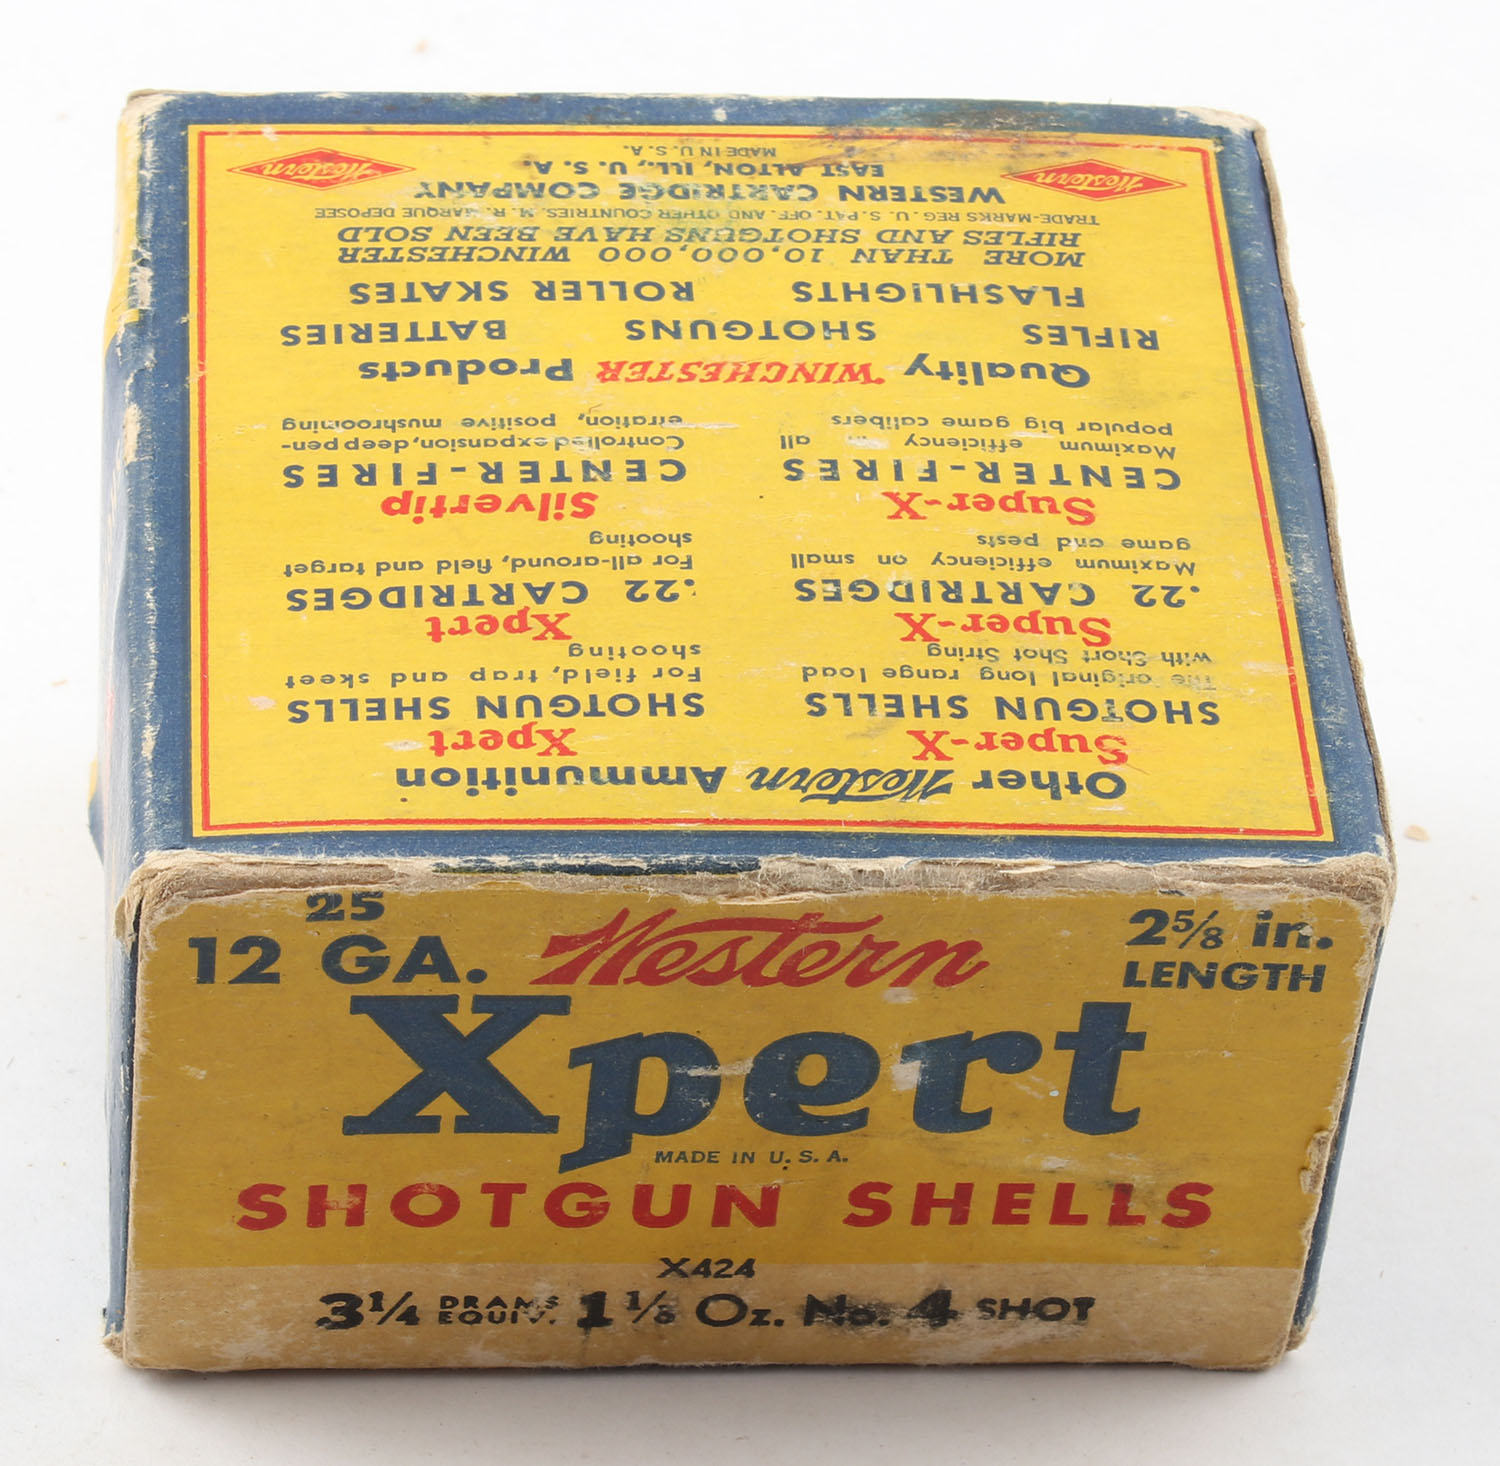 25
12 GA. Western 2 5/8 in.
LENGTH
Xpert
MADE IN U. S. A.
SHOTGUN SHELLS
X424
3 1/4 DRAMS EQUIV. 1 1/8 Oz. No. 4 SHOT
Other Western Ammunition
Super-X Xpert
SHOTGUN SHELLS SHOTGUN SHELLS
The original long range load For field, trap and skeet
with Short Shot String shooting
Super-X Xpert
.22 CARTRIDGES .22 CARTRIDGES
Maximum efficiency on small For all-around, field and target
game and pests shooting
Super-X Silvertip
CENTER-FIRES CENTER-FIRES
Maximum efficiency in all Controlled expansion, deep pen-
popular big game calibers etration, positive mushrooming
Quality WINCHESTER Products
RIFLES SHOTGUNS BATTERIES
FLASHLIGHTS ROLLER SKATES
MORE THAN 10,000,000 WINCHESTER
RIFLES AND SHOTGUNS HAVE BEEN SOLD
TRADE-MARKS REG. U. S. PAT. OFF. AND OTHER COUNTRIES. M. R. MARQUE DEPOSEE
WESTERN CARTRIDGE COMPANY
Western EAST ALTON, ILL., U. S. A. Western
MADE IN U. S. A.